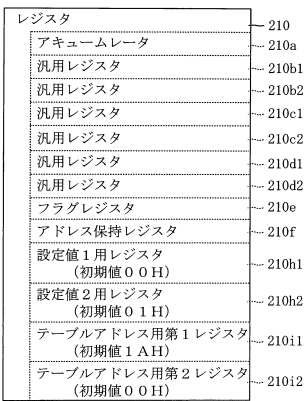 レジスタ
210
アキュームレータ
210a
汎用レジスタ
210b1
汎用レジスタ
210b2
汎用レジスタ
210c1
汎用レジスタ
210c2
汎用レジスタ
210d1
汎用レジスタ
210d2
フラグレジスタ
210e
アドレス保持レジスタ
210f
設定値1用レジスタ
(初期値00H)
210h1
設定値2用レジスタ
(初期値01H)
210h2
テーブルアドレス用第1レジスタ
(初期値1AH)
210i1
テーブルアドレス用第2レジスタ
(初期値00H)
210i2